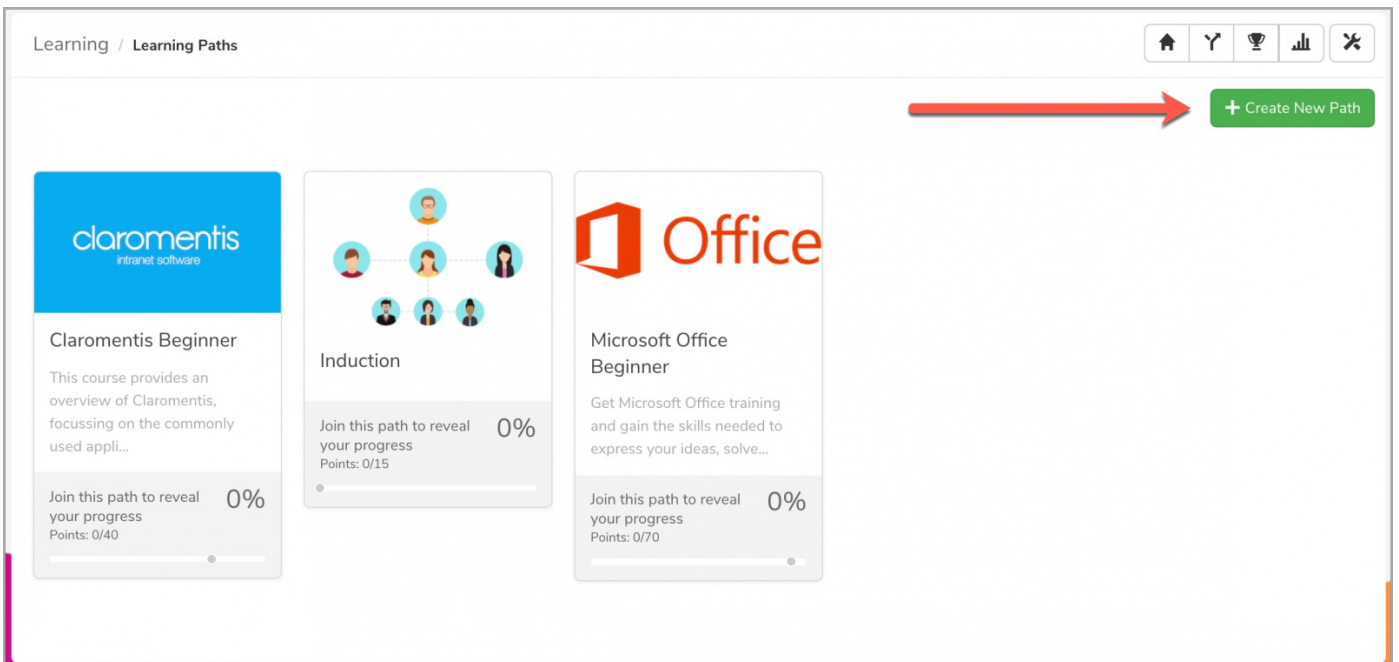 Learning / Learning Paths
+ Create New Path
claromentis
intranet software
Claromentis Beginner
This course provides an
overview of Claromentis,
focussing on the commonly
used appli...
Join this path to reveal
your progress
0%
Points: 0/40
Induction
Join this path to reveal
your progress
0%
Points: 0/15
Office
Microsoft Office
Beginner
Get Microsoft Office training
and gain the skills needed to
express your ideas, solve...
Join this path to reveal
your progress
0%
Points: 0/70